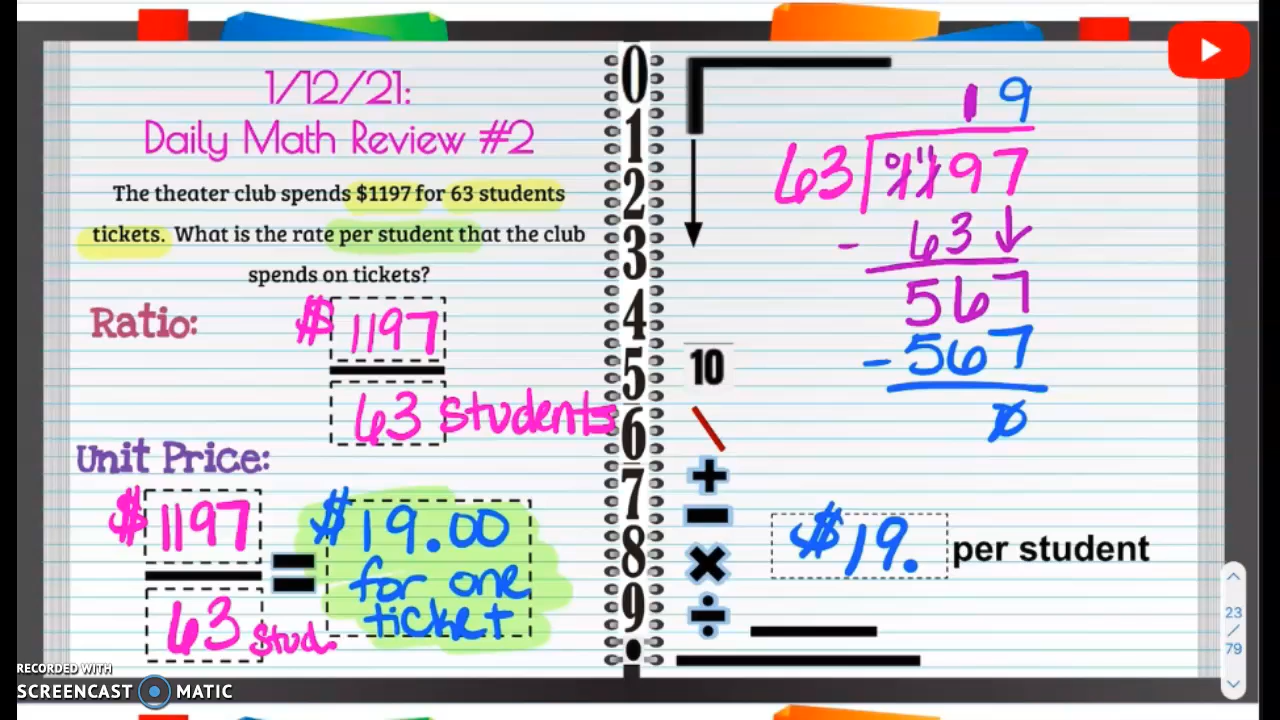 1/12/21:
Daily Math Review #2
The theater club spends $1197 for 63 students
tickets. What is the rate per student that the club
spends on tickets?
Ratio:
$ 1197
63 students
Unit Price:
$ 1197
63 stud.
=
$19.00
for one
ticket
0
1
2
3
4
5
6
7
8
9
.
10
+
−
×
÷
19
63 1197
011
- 63
567
- 567
0
$19. per student
23
/
79
RECORDED WITH
SCREENCAST MATIC